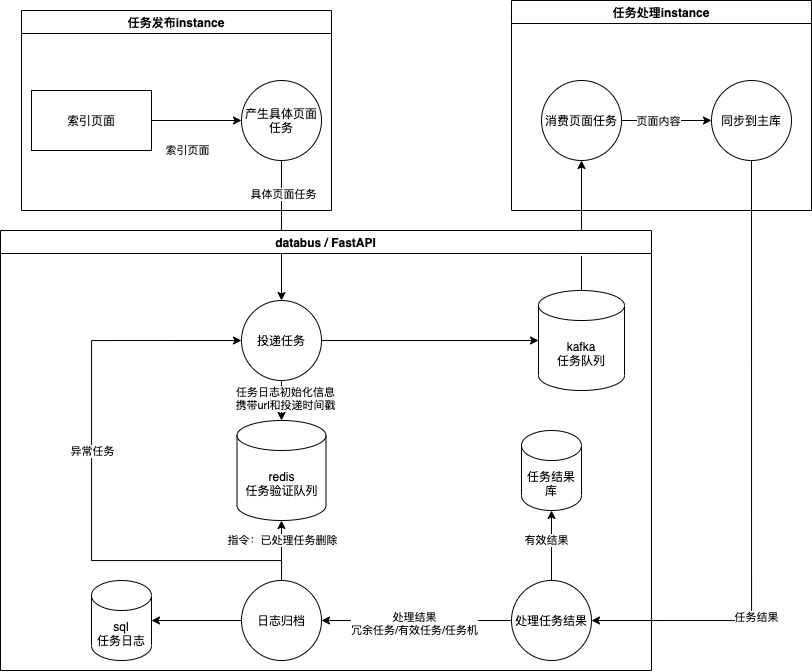 任务发布instance
任务处理instance
索引页面
索引页面
产生具体页面
任务
具体页面任务
消费页面任务
页面内容
同步到主库
databus / FastAPI
投递任务
kafka
任务队列
任务日志初始化信息
携带url和投递时间戳
异常任务
redis
任务验证队列
任务结果
库
指令：已处理任务删除
有效结果
sql
任务日志
日志归档
处理结果
冗余任务/有效任务/任务机
处理任务结果
任务结果